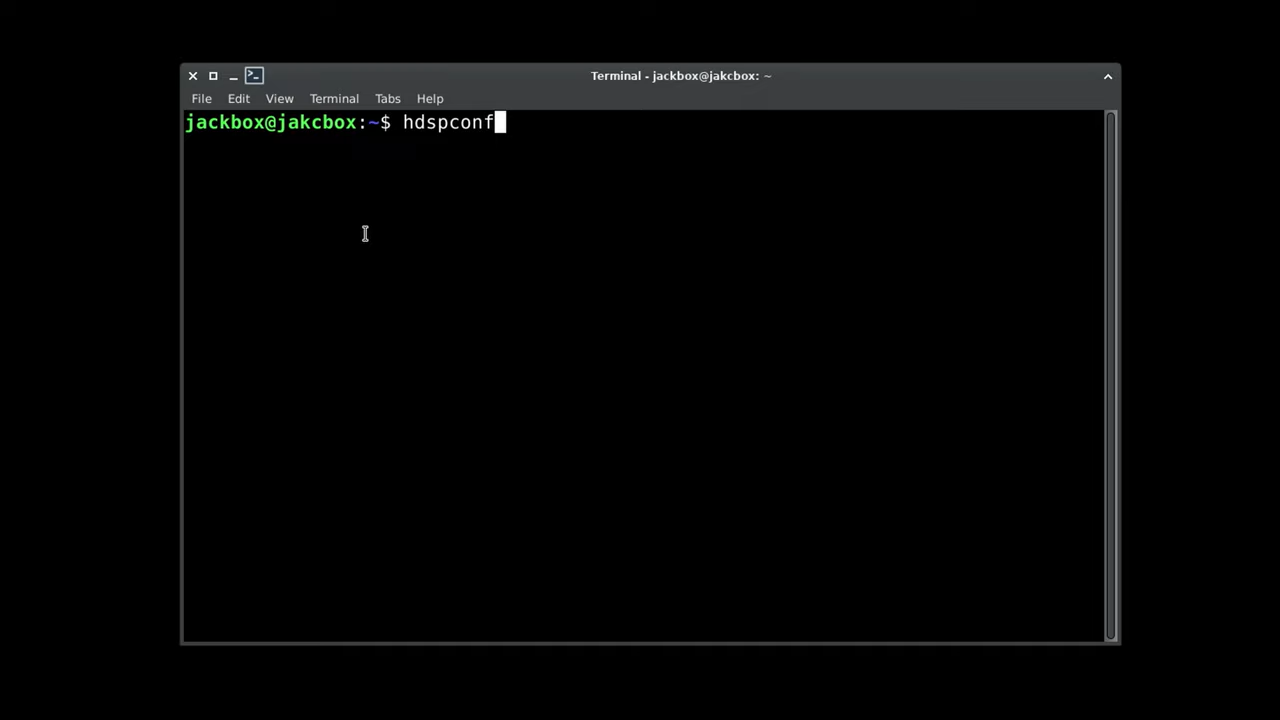 Terminal - jackbox@jakcbox: ~
File Edit View Terminal Tabs Help
jackbox@jakcbox:~$ hdspconf